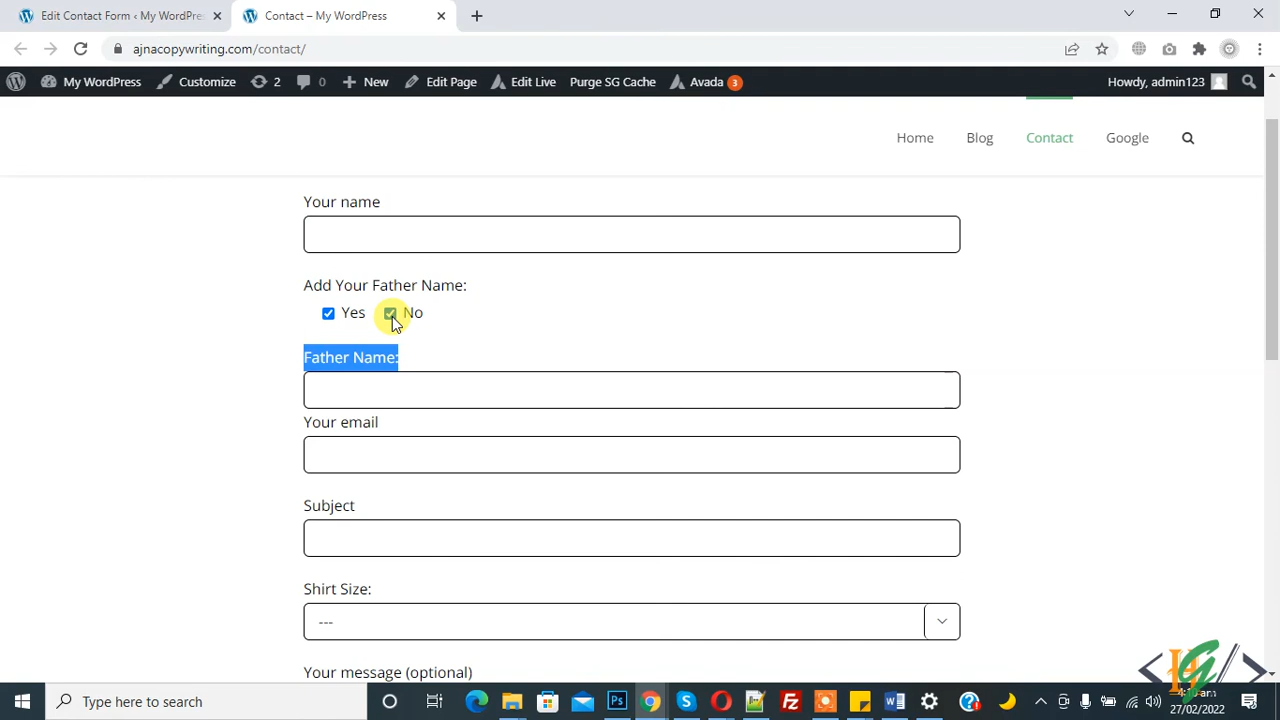 Edit Contact Form ‹ My WordPre
Contact – My WordPress
ajnacopywriting.com/contact/
My WordPress Customize 2 0 New Edit Page Edit Live Purge SG Cache Avada 3 Howdy, admin123
Home Blog Contact Google
Your name
Add Your Father Name:
Yes No
Father Name:
Your email
Subject
Shirt Size:
---
Your message (optional)
Type here to search
27/02/2022